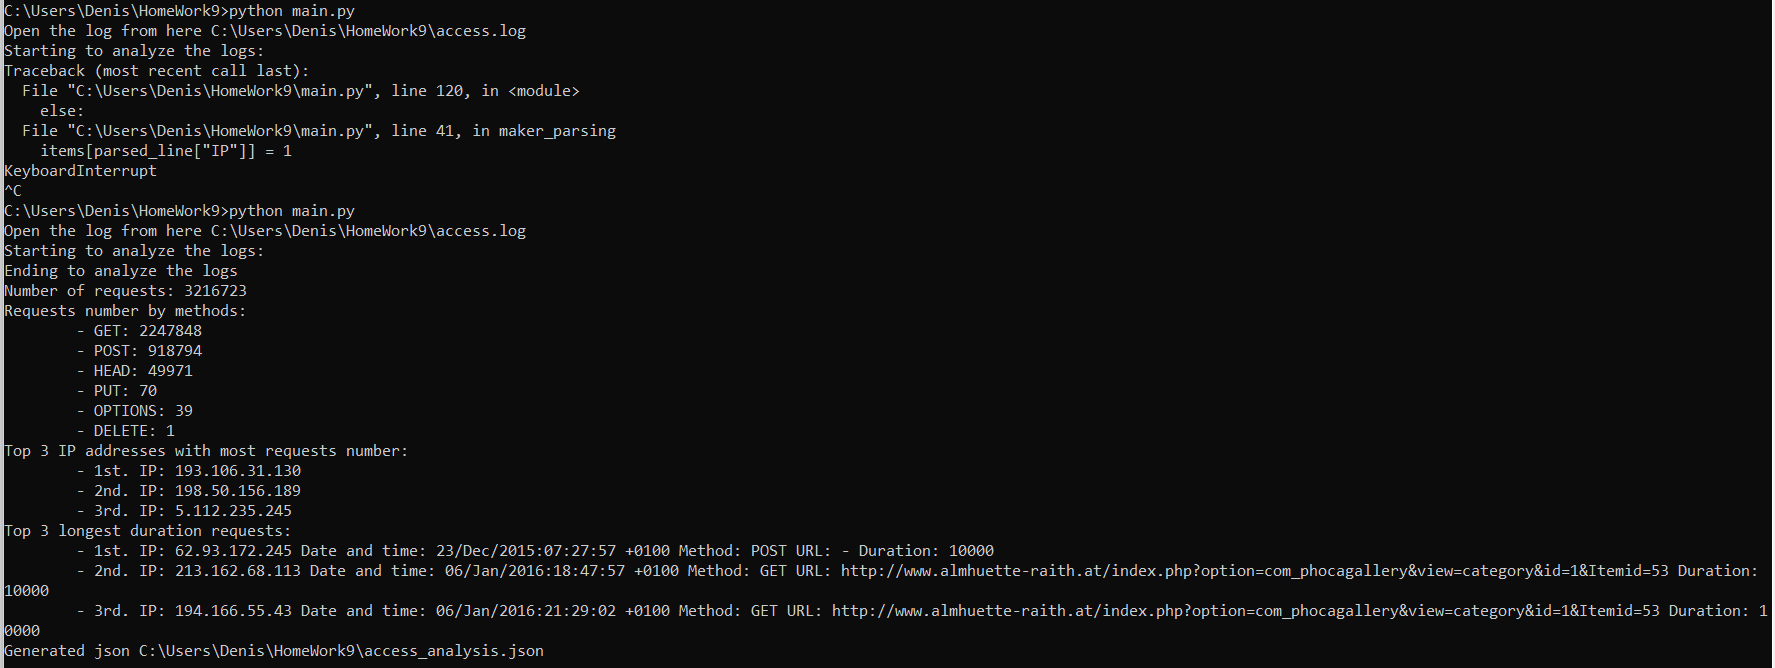 C:\Users\Denis\HomeWork9>python main.py
Open the log from here C:\Users\Denis\HomeWork9\access.log
Starting to analyze the logs:
Traceback (most recent call last):
  File "C:\Users\Denis\HomeWork9\main.py", line 120, in <module>
    else:
  File "C:\Users\Denis\HomeWork9\main.py", line 41, in maker_parsing
    items[parsed_line["IP"]] = 1
KeyboardInterrupt
^C
C:\Users\Denis\HomeWork9>python main.py
Open the log from here C:\Users\Denis\HomeWork9\access.log
Starting to analyze the logs:
Ending to analyze the logs
Number of requests: 3216723
Requests number by methods:
        - GET: 2247848
        - POST: 918794
        - HEAD: 49971
        - PUT: 70
        - OPTIONS: 39
        - DELETE: 1
Top 3 IP addresses with most requests number:
        - 1st. IP: 193.106.31.130
        - 2nd. IP: 198.50.156.189
        - 3rd. IP: 5.112.235.245
Top 3 longest duration requests:
        - 1st. IP: 62.93.172.245 Date and time: 23/Dec/2015:07:27:57 +0100 Method: POST URL: - Duration: 10000
        - 2nd. IP: 213.162.68.113 Date and time: 06/Jan/2016:18:47:57 +0100 Method: GET URL: http://www.almhuette-raith.at/index.php?option=com_phocagallery&view=category&id=1&Itemid=53 Duration:
10000
        - 3rd. IP: 194.166.55.43 Date and time: 06/Jan/2016:21:29:02 +0100 Method: GET URL: http://www.almhuette-raith.at/index.php?option=com_phocagallery&view=category&id=1&Itemid=53 Duration: 1
0000
Generated json C:\Users\Denis\HomeWork9\access_analysis.json